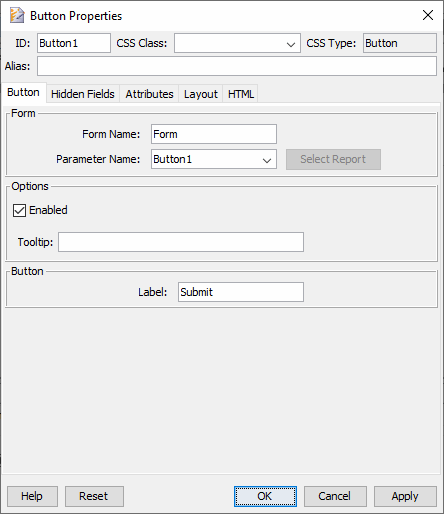 Button Properties
ID: Button1 CSS Class: CSS Type: Button
Alias:
Button Hidden Fields Attributes Layout HTML
Form
Form Name: Form
Parameter Name: Button1 Select Report
Options
Enabled
Tooltip:
Button
Label: Submit
Help Reset OK Cancel Apply